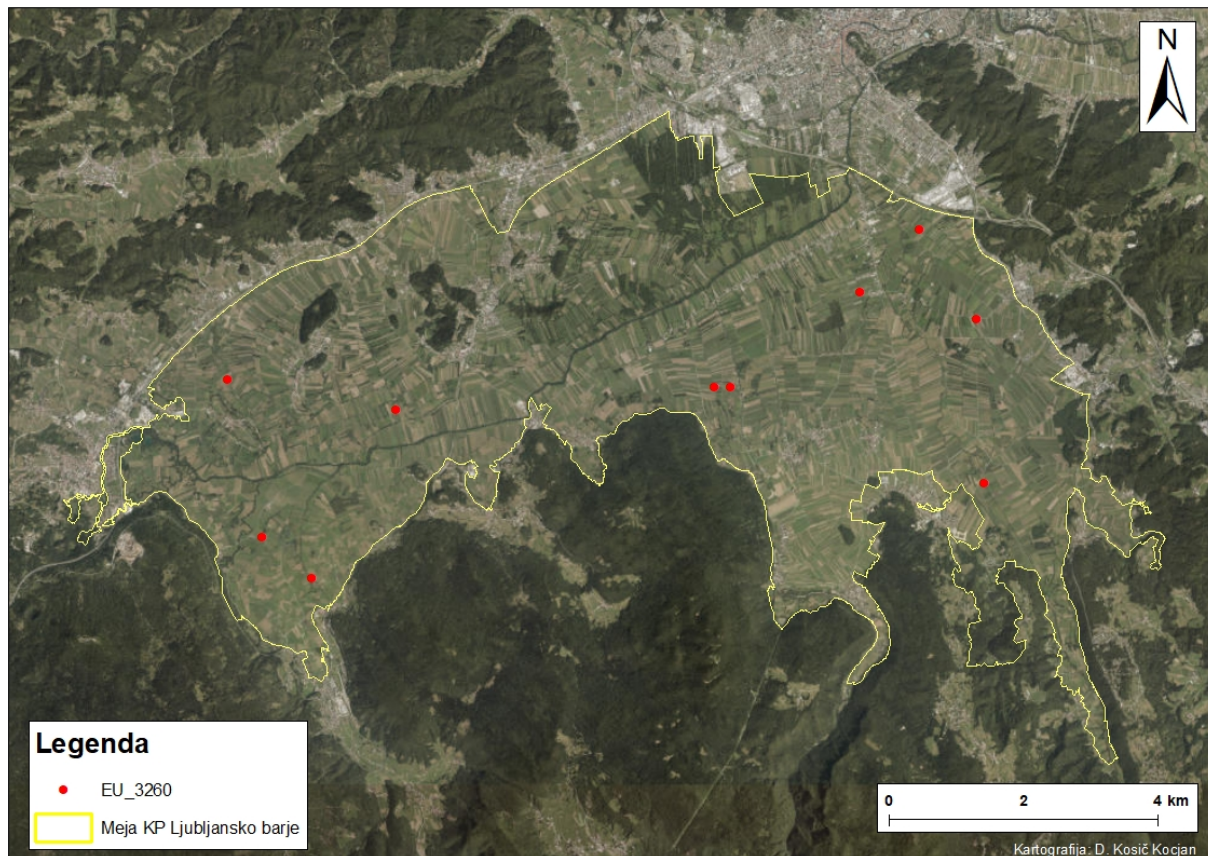 N
Legenda
EU_3260
Meja KP Ljubljansko barje
0 2 4 km
Kartografija: D. Kosič Kocjan